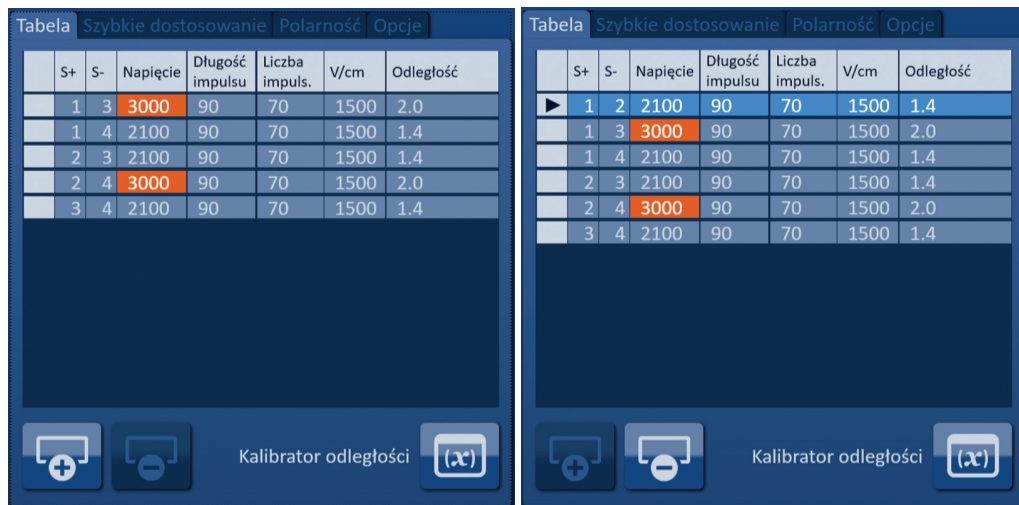 Tabela Szybkie dostosowanie Polarność Opcje
S+ S- Napięcie Długość impulsu Liczba impuls. V/cm Odległość
1 3 3000 90 70 1500 2.0
1 4 2100 90 70 1500 1.4
2 3 2100 90 70 1500 1.4
2 4 3000 90 70 1500 2.0
3 4 2100 90 70 1500 1.4
Kalibrator odległości (x)
Tabela Szybkie dostosowanie Polarność Opcje
S+ S- Napięcie Długość impulsu Liczba impuls. V/cm Odległość
1 2 2100 90 70 1500 1.4
1 3 3000 90 70 1500 2.0
1 4 2100 90 70 1500 1.4
2 3 2100 90 70 1500 1.4
2 4 3000 90 70 1500 2.0
3 4 2100 90 70 1500 1.4
Kalibrator odległości (x)